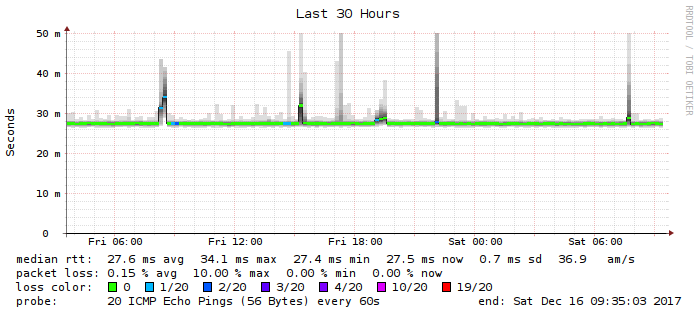 Last 30 Hours
RRDTOOL / TOBI OETIKER
Seconds
50 m
40 m
30 m
20 m
10 m
0
Fri 06:00 Fri 12:00 Fri 18:00 Sat 00:00 Sat 06:00
median rtt: 27.6 ms avg 34.1 ms max 27.4 ms min 27.5 ms now 0.7 ms sd 36.9 am/s
packet loss: 0.15 % avg 10.00 % max 0.00 % min 0.00 % now
loss color: 0 1/20 2/20 3/20 4/20 10/20 19/20
probe: 20 ICMP Echo Pings (56 Bytes) every 60s end: Sat Dec 16 09:35:03 2017